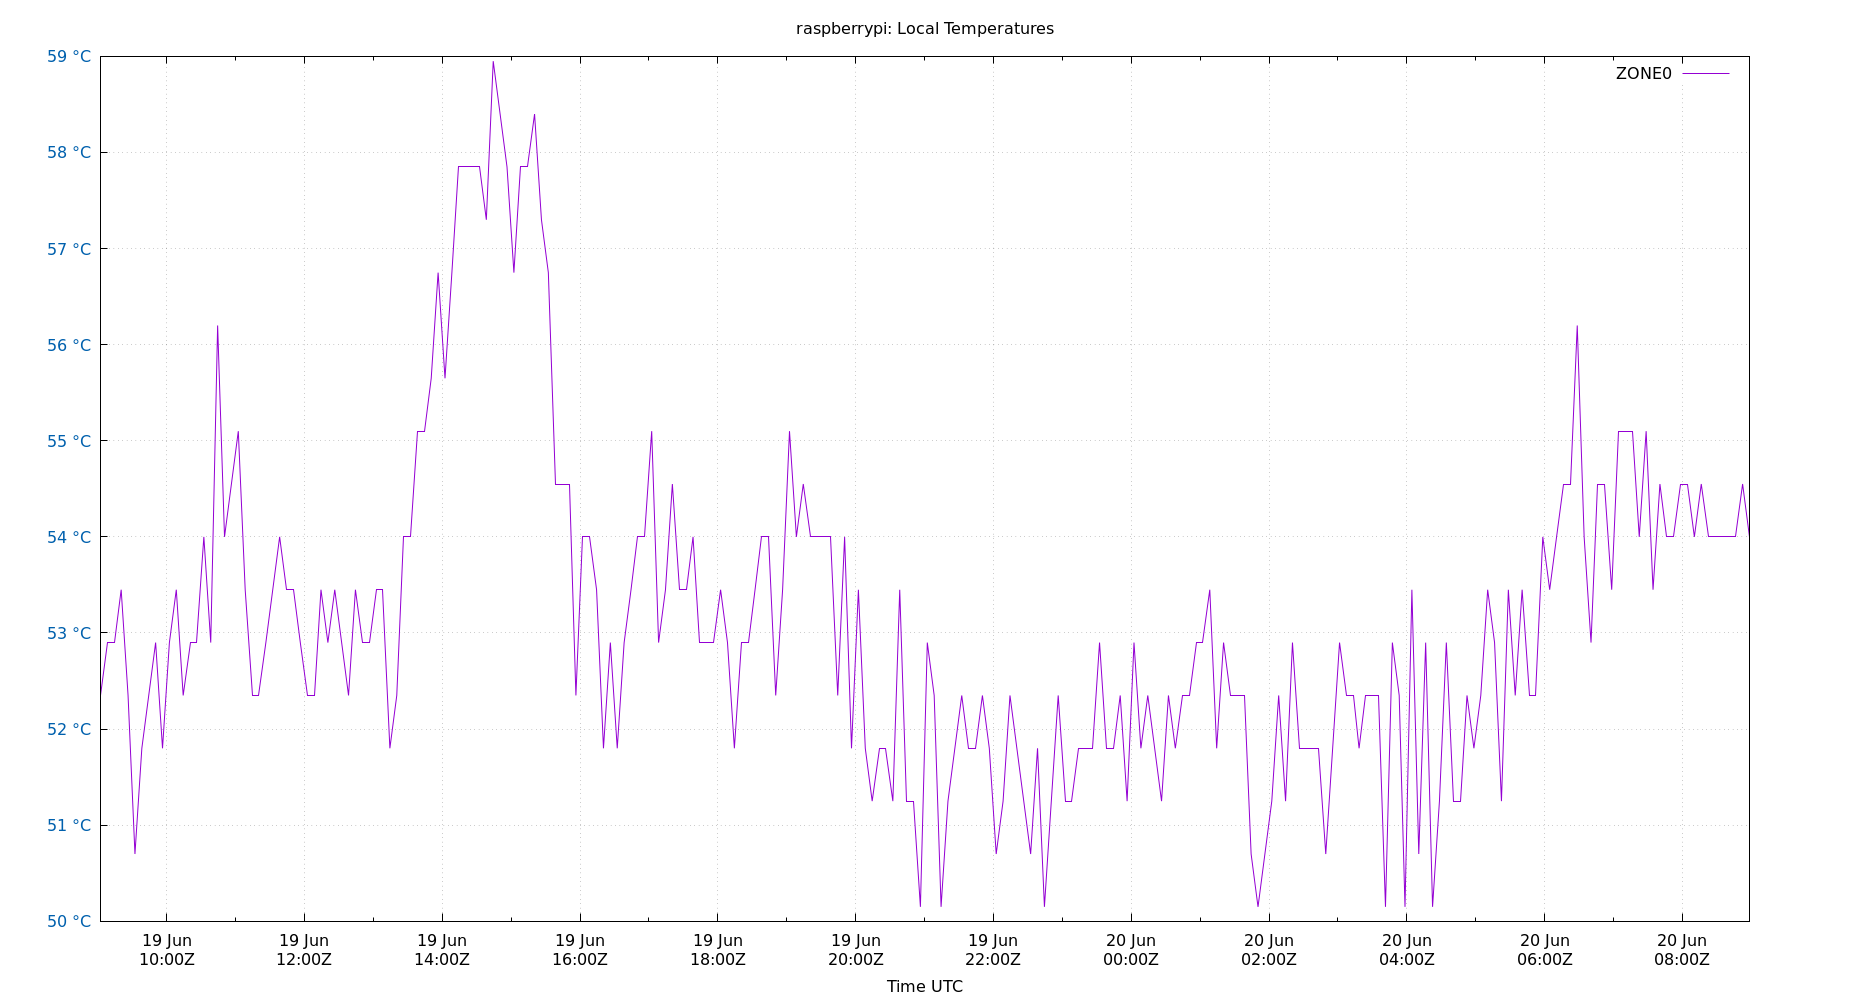 raspberrypi: Local Temperatures
59 °C
ZONE0
58 °C
57 °C
56 °C
55 °C
54 °C
53 °C
52 °C
51 °C
50 °C
19 Jun 19 Jun 19 Jun 19 Jun 19 Jun 19 Jun 19 Jun 20 Jun 20 Jun 20 Jun 20 Jun 20 Jun
10:00Z 12:00Z 14:00Z 16:00Z 18:00Z 20:00Z 22:00Z 00:00Z 02:00Z 04:00Z 06:00Z 08:00Z
Time UTC